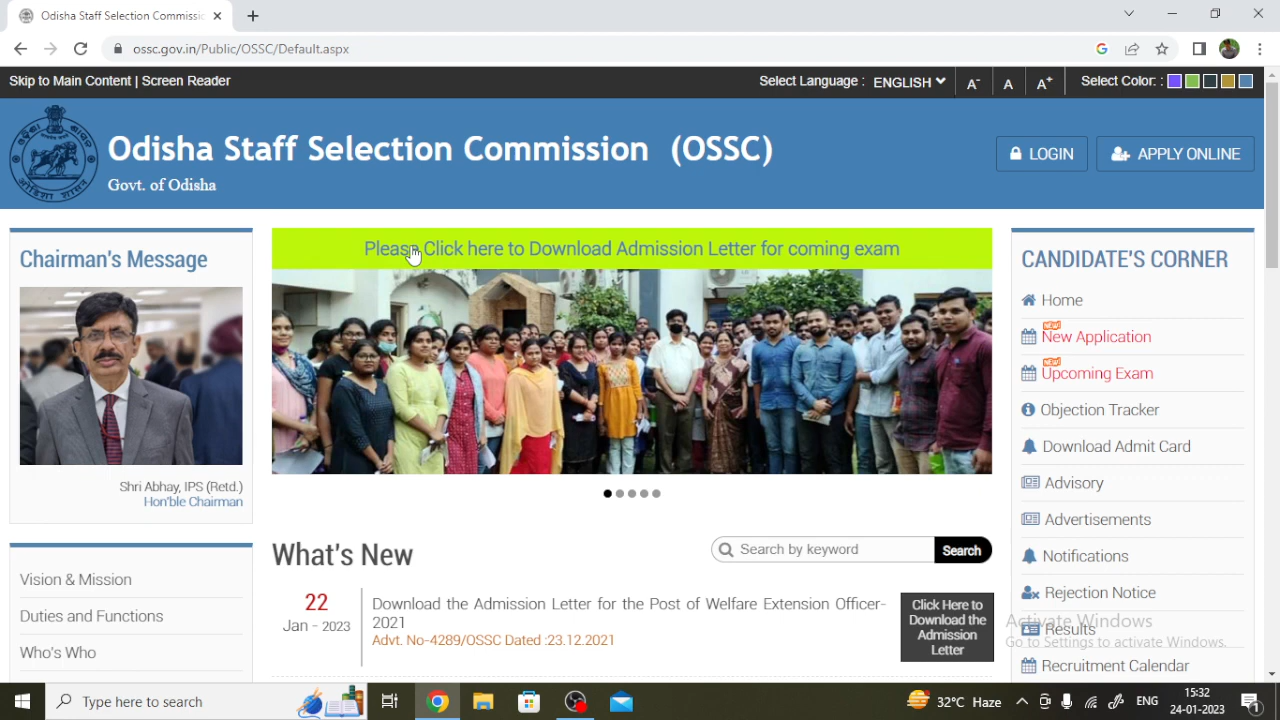 Odisha Staff Selection Commissic
ossc.gov.in/Public/OSSC/Default.aspx
Skip to Main Content | Screen Reader
Select Language : ENGLISH
A- A A+
Select Color: :
Odisha Staff Selection Commission (OSSC)
Govt. of Odisha
LOGIN
APPLY ONLINE
Chairman's Message
Shri Abhay, IPS (Retd.)
Hon'ble Chairman
Vision & Mission
Duties and Functions
Who's Who
Please Click here to Download Admission Letter for coming exam
What's New
Search by keyword
Search
22
Jan - 2023
Download the Admission Letter for the Post of Welfare Extension Officer-
2021
Advt. No-4289/OSSC Dated :23.12.2021
Click Here to
Download the
Admission
Letter
CANDIDATE'S CORNER
Home
NEW
New Application
NEW
Upcoming Exam
Objection Tracker
Download Admit Card
Advisory
Advertisements
Notifications
Rejection Notice
Results
Recruitment Calendar
Activate Windows
Go to Settings to activate Windows.
Type here to search
32°C Haze
ENG
15:32
24-01-2023
1